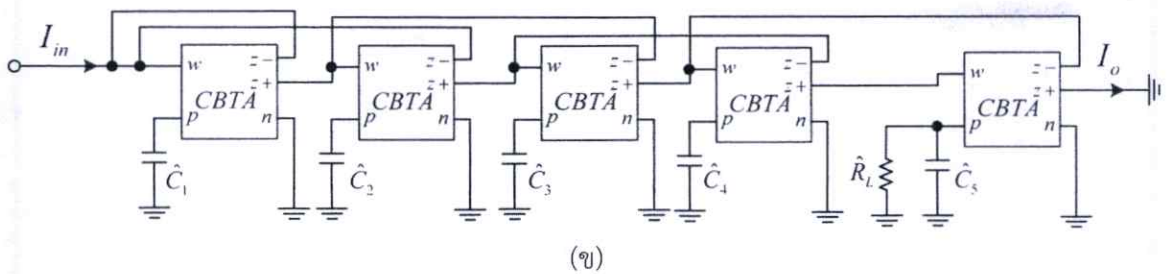 I_in
w z− z+ CBTA p n
Ĉ₁
w z− z+ CBTA p n
Ĉ₂
w z− z+ CBTA p n
Ĉ₃
w z− z+ CBTA p n
Ĉ₄
w z− z+ CBTA p n
R̂_L
Ĉ₅
I_o
(ข)